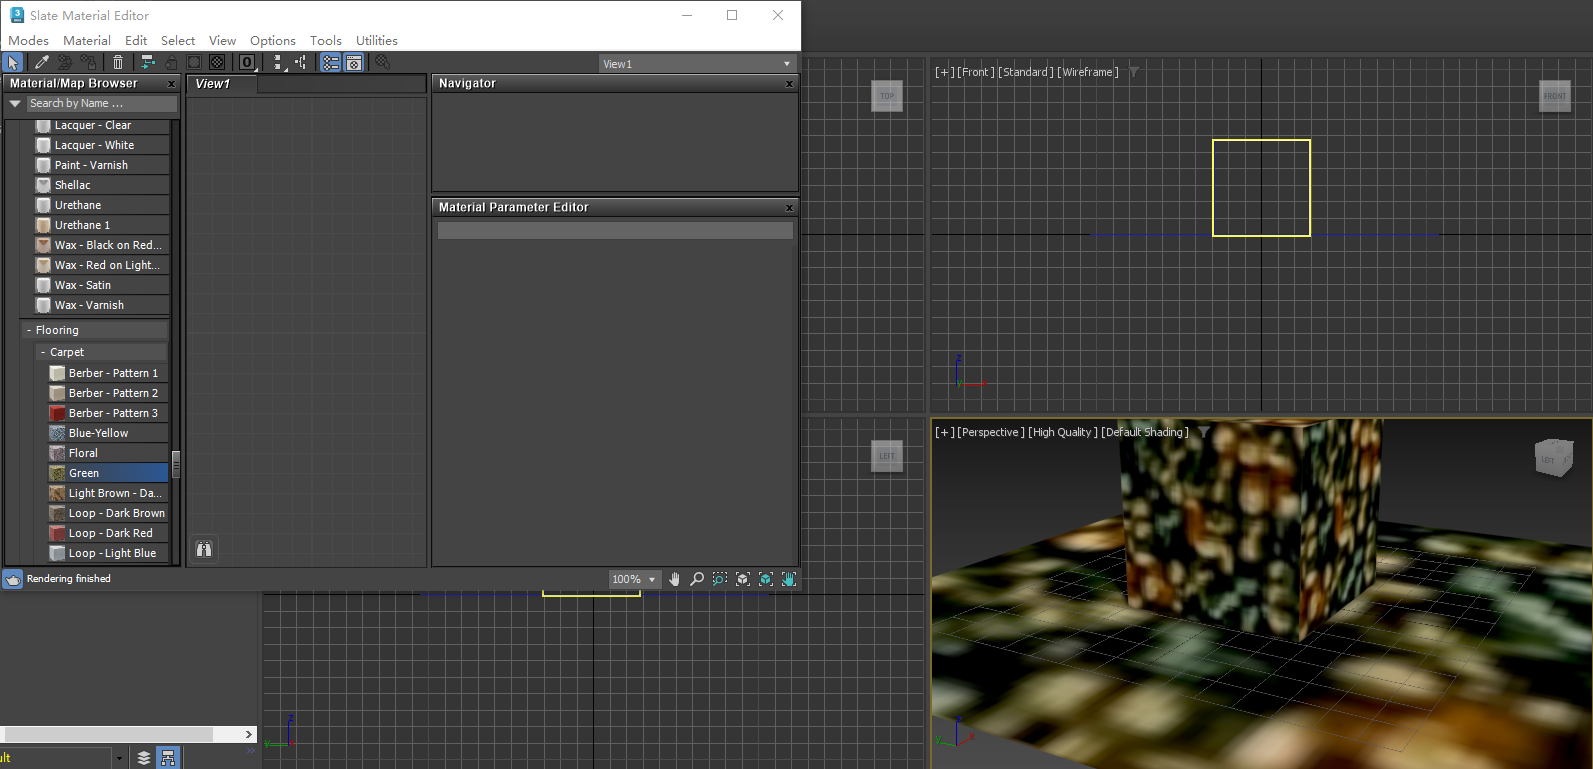 Slate Material Editor
Modes Material Edit Select View Options Tools Utilities
View1
Material/Map Browser
Search by Name ...
Lacquer - Clear
Lacquer - White
Paint - Varnish
Shellac
Urethane
Urethane 1
Wax - Black on Red...
Wax - Red on Light...
Wax - Satin
Wax - Varnish
- Flooring
- Carpet
Berber - Pattern 1
Berber - Pattern 2
Berber - Pattern 3
Blue-Yellow
Floral
Green
Light Brown - Da...
Loop - Dark Brown
Loop - Dark Red
Loop - Light Blue
Rendering finished
View1
Navigator
Material Parameter Editor
100%
TOP
[+] [Front] [Standard] [Wireframe]
FRONT
z
y
x
LEFT
z
y
x
[+] [Perspective] [High Quality] [Default Shading]
LEFT
z
y
x
ult